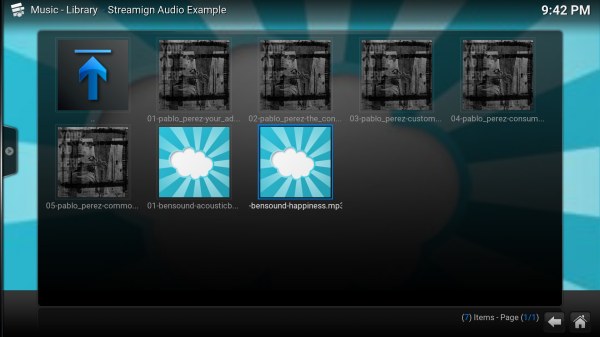 Music - Library Streamign Audio Example
9:42 PM
01-pablo_perez-your_ad...
02-pablo_perez-the_con...
03-pablo_perez-custom...
04-pablo_perez-consum...
05-pablo_perez-commo...
01-bensound-acousticb...
-bensound-happiness.mp3
(7) Items - Page (1/1)